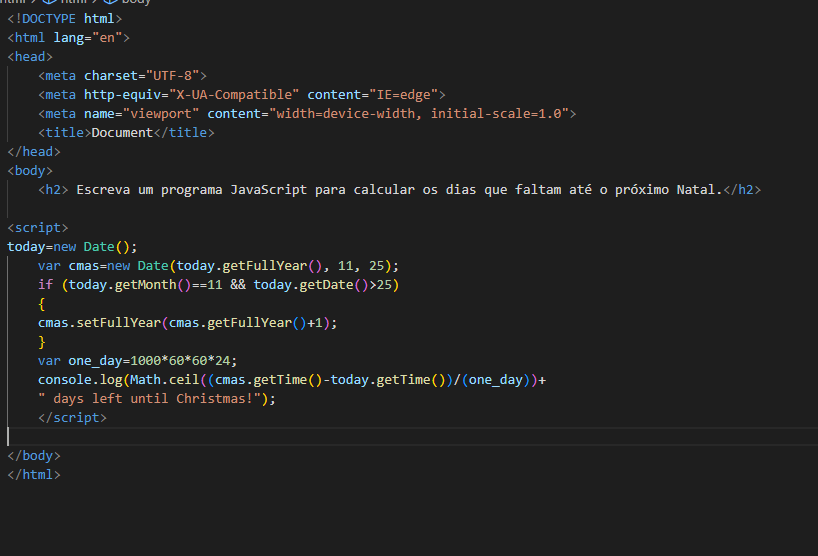 html > html > body
<!DOCTYPE html>
<html lang="en">
<head>
    <meta charset="UTF-8">
    <meta http-equiv="X-UA-Compatible" content="IE=edge">
    <meta name="viewport" content="width=device-width, initial-scale=1.0">
    <title>Document</title>
</head>
<body>
    <h2> Escreva um programa JavaScript para calcular os dias que faltam até o próximo Natal.</h2>
<script>
today=new Date();
    var cmas=new Date(today.getFullYear(), 11, 25);
    if (today.getMonth()==11 && today.getDate()>25)
    {
    cmas.setFullYear(cmas.getFullYear()+1);
    }
    var one_day=1000*60*60*24;
    console.log(Math.ceil((cmas.getTime()-today.getTime())/(one_day))+
    " days left until Christmas!");
    </script>
</body>
</html>